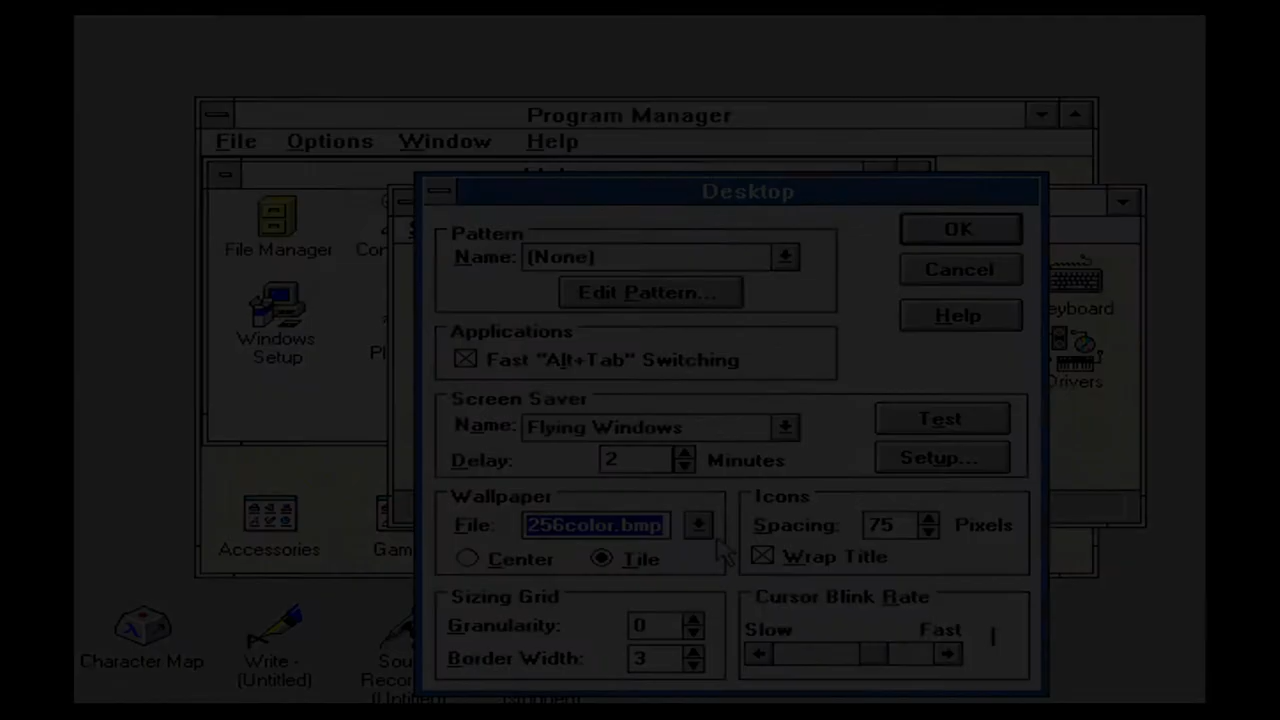 Program Manager
File Options Window Help
Desktop
File Manager
Windows
Setup
Accessories
Pattern
Name: (None)
Edit Pattern...
OK
Cancel
Help
Applications
Fast "Alt+Tab" Switching
Screen Saver
Name: Flying Windows
Test
Delay: 2 Minutes
Setup...
Wallpaper
File: 256color.bmp
Center Tile
Icons
Spacing: 75 Pixels
Wrap Title
Sizing Grid
Granularity: 0
Border Width: 3
Cursor Blink Rate
Slow Fast
eyboard
Drivers
Character Map
Write -
(Untitled)
Sou
Reco
(Untitled)